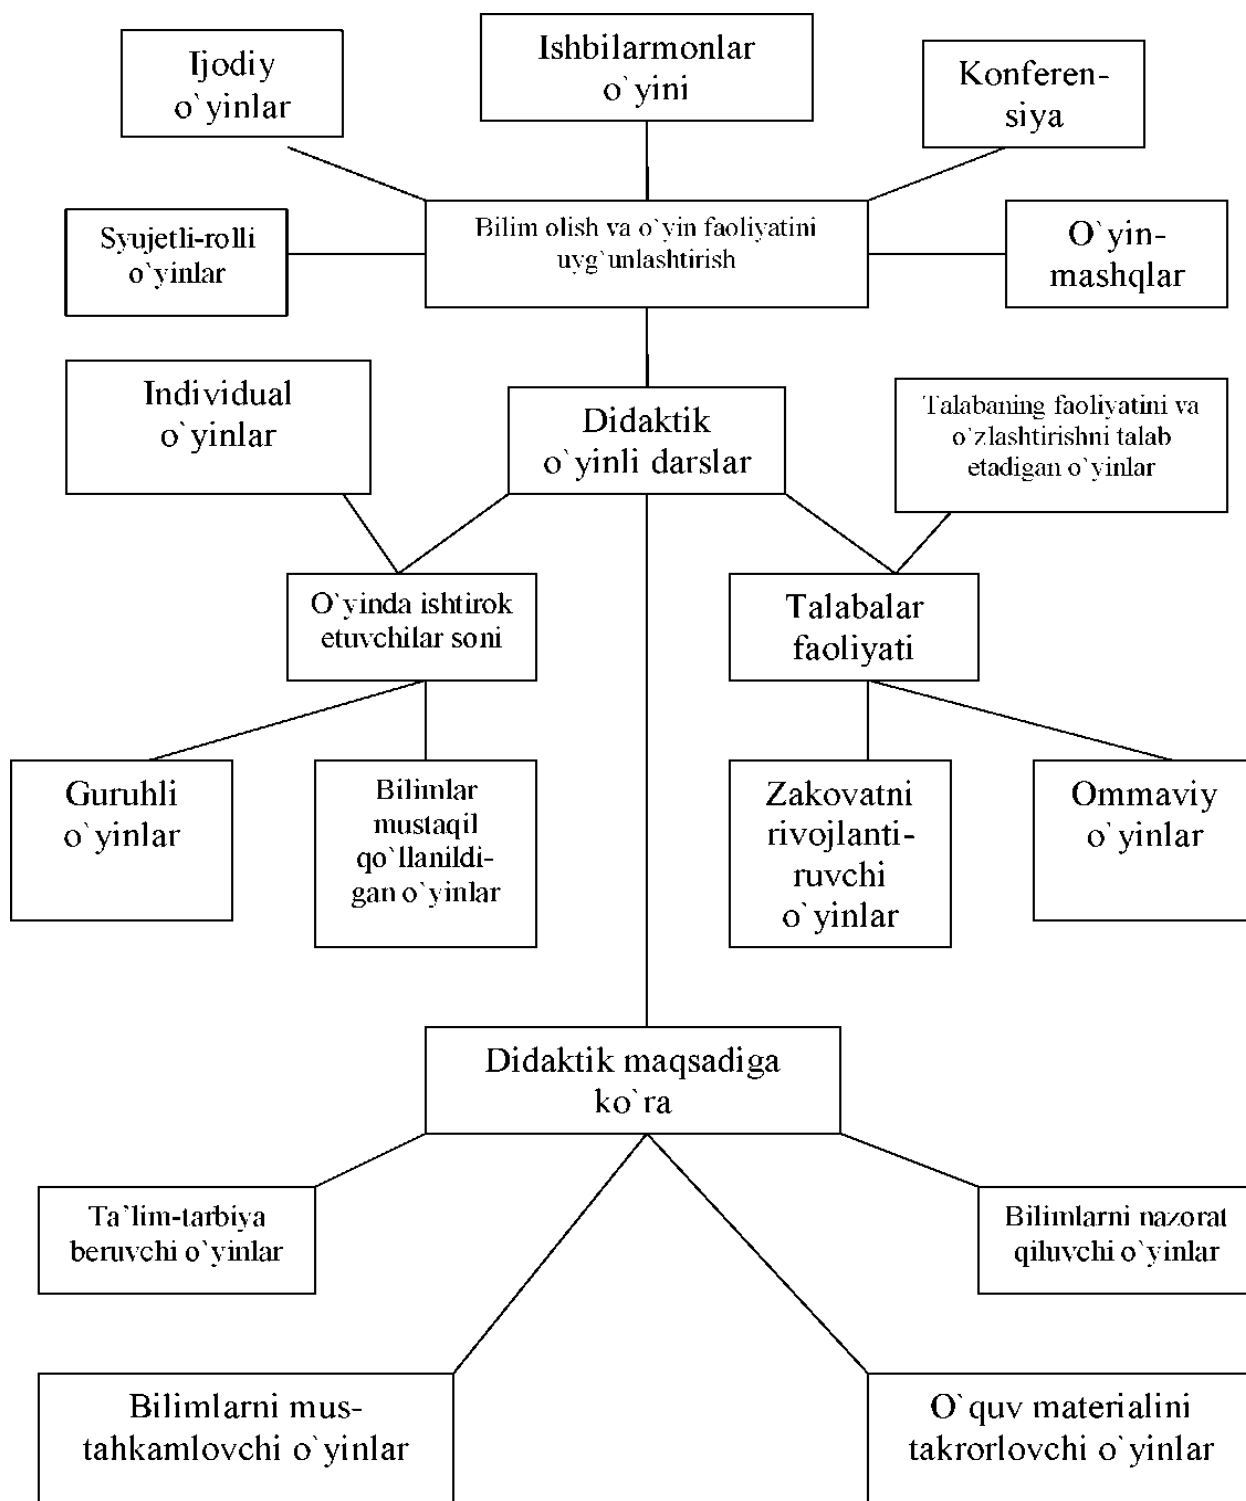 Ijodiy
o`yinlar
Ishbilarmonlar
o`yini
Konferen-
siya
Syujetli-rolli
o`yinlar
Bilim olish va o`yin faoliyatini
uyg`unlashtirish
O`yin-
mashqlar
Individual
o`yinlar
Didaktik
o`yinli darslar
Talabaning faoliyatini va
o`zlashtirishni talab
etadigan o`yinlar
O`yinda ishtirok
etuvchilar soni
Talabalar
faoliyati
Guruhli
o`yinlar
Bilimlar
mustaqil
qo`llanildi-
gan o`yinlar
Zakovatni
rivojlanti-
ruvchi
o`yinlar
Ommaviy
o`yinlar
Didaktik maqsadiga
ko`ra
Ta`lim-tarbiya
beruvchi o`yinlar
Bilimlarni nazorat
qiluvchi o`yinlar
Bilimlarni mus-
tahkamlovchi o`yinlar
O`quv materialini
takrorlovchi o`yinlar